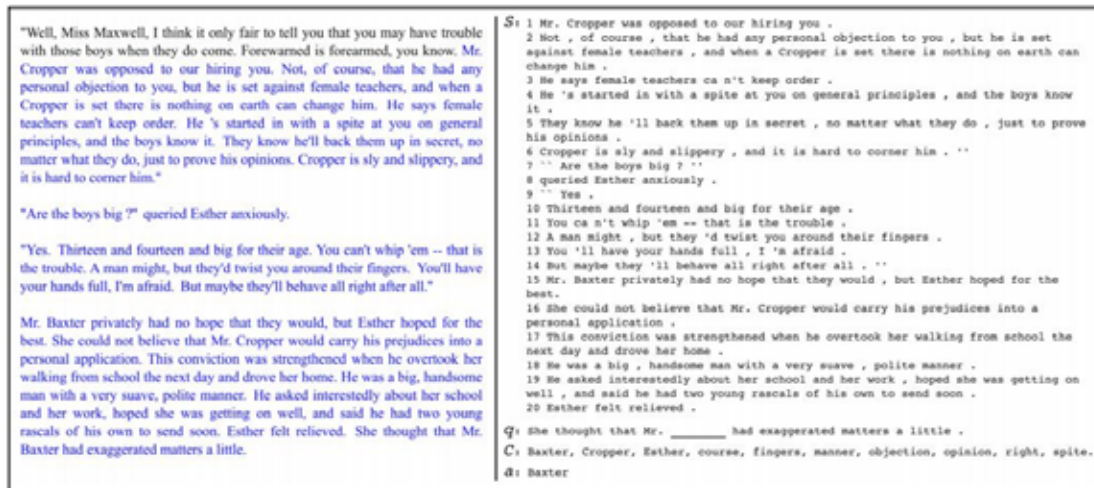 "Well, Miss Maxwell, I think it only fair to tell you that you may have trouble
with those boys when they do come. Forewarned is forearmed, you know. Mr.
Cropper was opposed to our hiring you. Not, of course, that he had any
personal objection to you, but he is set against female teachers, and when a
Cropper is set there is nothing on earth can change him. He says female
teachers can't keep order. He 's started in with a spite at you on general
principles, and the boys know it. They know he'll back them up in secret, no
matter what they do, just to prove his opinions. Cropper is sly and slippery, and
it is hard to corner him."
"Are the boys big ?" queried Esther anxiously.
"Yes. Thirteen and fourteen and big for their age. You can't whip 'em -- that is
the trouble. A man might, but they'd twist you around their fingers. You'll have
your hands full, I'm afraid. But maybe they'll behave all right after all."
Mr. Baxter privately had no hope that they would, but Esther hoped for the
best. She could not believe that Mr. Cropper would carry his prejudices into a
personal application. This conviction was strengthened when he overtook her
walking from school the next day and drove her home. He was a big, handsome
man with a very suave, polite manner. He asked interestedly about her school
and her work, hoped she was getting on well, and said he had two young
rascals of his own to send soon. Esther felt relieved. She thought that Mr.
Baxter had exaggerated matters a little.
S: 1 Mr. Cropper was opposed to our hiring you .
2 Not , of course , that he had any personal objection to you , but he is set
against female teachers , and when a Cropper is set there is nothing on earth can
change him .
3 He says female teachers ca n't keep order .
4 He 's started in with a spite at you on general principles , and the boys know
it .
5 They know he 'll back them up in secret , no matter what they do , just to prove
his opinions .
6 Cropper is sly and slippery , and it is hard to corner him . ''
7 `` Are the boys big ? ''
8 queried Esther anxiously .
9 `` Yes .
10 Thirteen and fourteen and big for their age .
11 You ca n't whip 'em -- that is the trouble .
12 A man might , but they 'd twist you around their fingers .
13 You 'll have your hands full , I 'm afraid .
14 But maybe they 'll behave all right after all . ''
15 Mr. Baxter privately had no hope that they would , but Esther hoped for the
best.
16 She could not believe that Mr. Cropper would carry his prejudices into a
personal application .
17 This conviction was strengthened when he overtook her walking from school the
next day and drove her home .
18 He was a big , handsome man with a very suave , polite manner .
19 He asked interestedly about her school and her work , hoped she was getting on
well , and said he had two young rascals of his own to send soon .
20 Esther felt relieved .
q: She thought that Mr. ______ had exaggerated matters a little .
C: Baxter, Cropper, Esther, course, fingers, manner, objection, opinion, right, spite.
a: Baxter